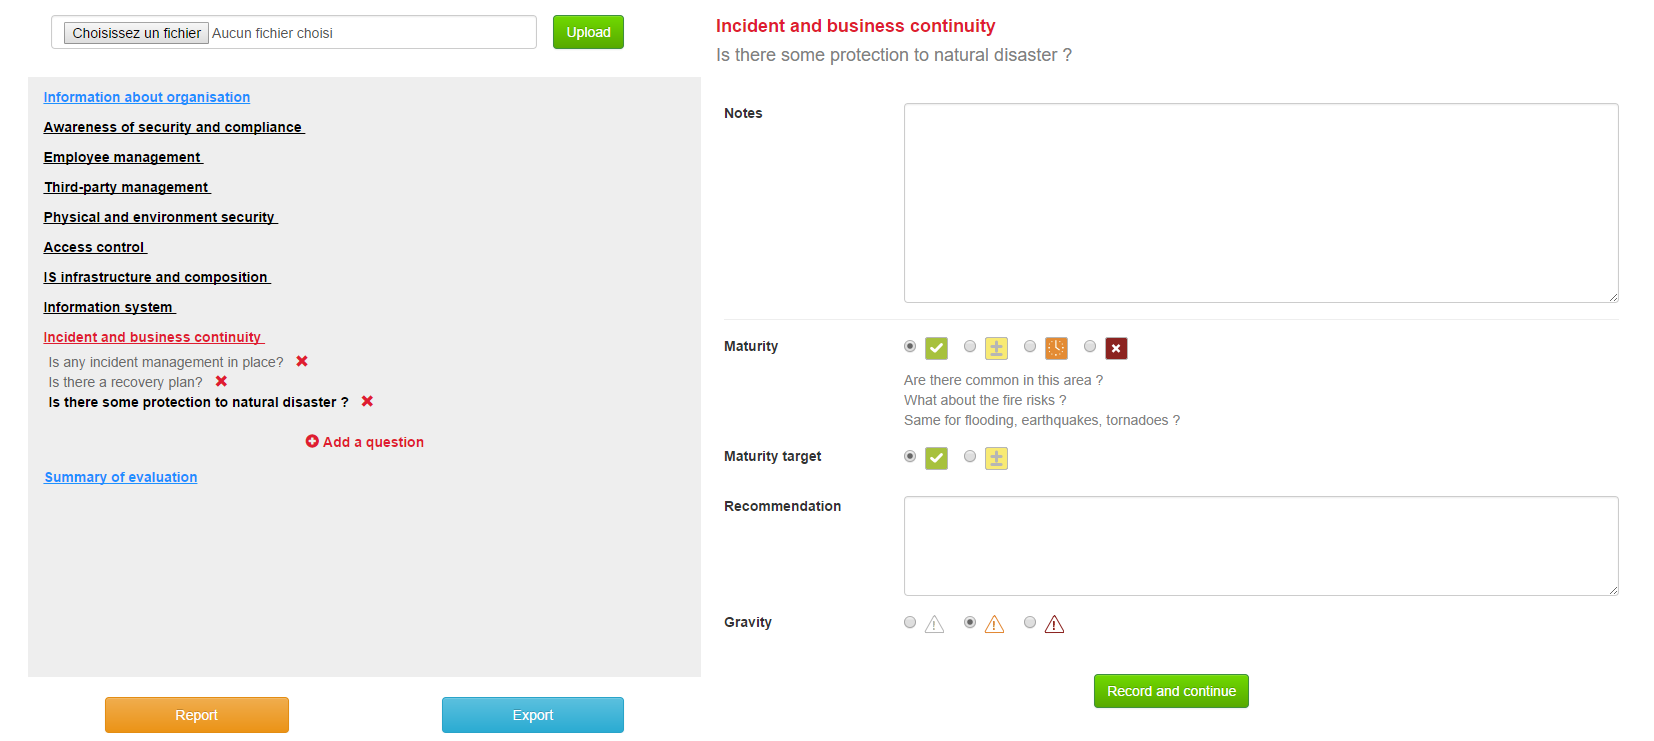 Choisissez un fichier Aucun fichier choisi
Upload
Information about organisation
Awareness of security and compliance
Employee management
Third-party management
Physical and environment security
Access control
IS infrastructure and composition
Information system
Incident and business continuity
Is any incident management in place?
Is there a recovery plan?
Is there some protection to natural disaster ?
Add a question
Summary of evaluation
Report
Export
Incident and business continuity
Is there some protection to natural disaster ?
Notes
Maturity
Are there common in this area ?
What about the fire risks ?
Same for flooding, earthquakes, tornadoes ?
Maturity target
Recommendation
Gravity
Record and continue